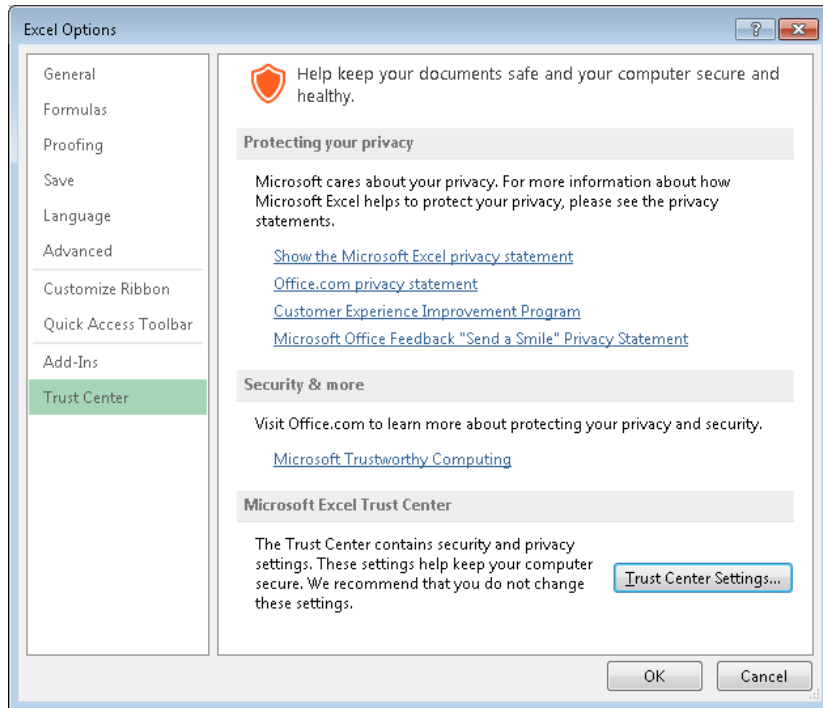 Excel Options
General
Formulas
Proofing
Save
Language
Advanced
Customize Ribbon
Quick Access Toolbar
Add-Ins
Trust Center
Help keep your documents safe and your computer secure and
healthy.
Protecting your privacy
Microsoft cares about your privacy. For more information about how
Microsoft Excel helps to protect your privacy, please see the privacy
statements.
Show the Microsoft Excel privacy statement
Office.com privacy statement
Customer Experience Improvement Program
Microsoft Office Feedback "Send a Smile" Privacy Statement
Security & more
Visit Office.com to learn more about protecting your privacy and security.
Microsoft Trustworthy Computing
Microsoft Excel Trust Center
The Trust Center contains security and privacy
settings. These settings help keep your computer
secure. We recommend that you do not change
these settings.
Trust Center Settings...
OK
Cancel